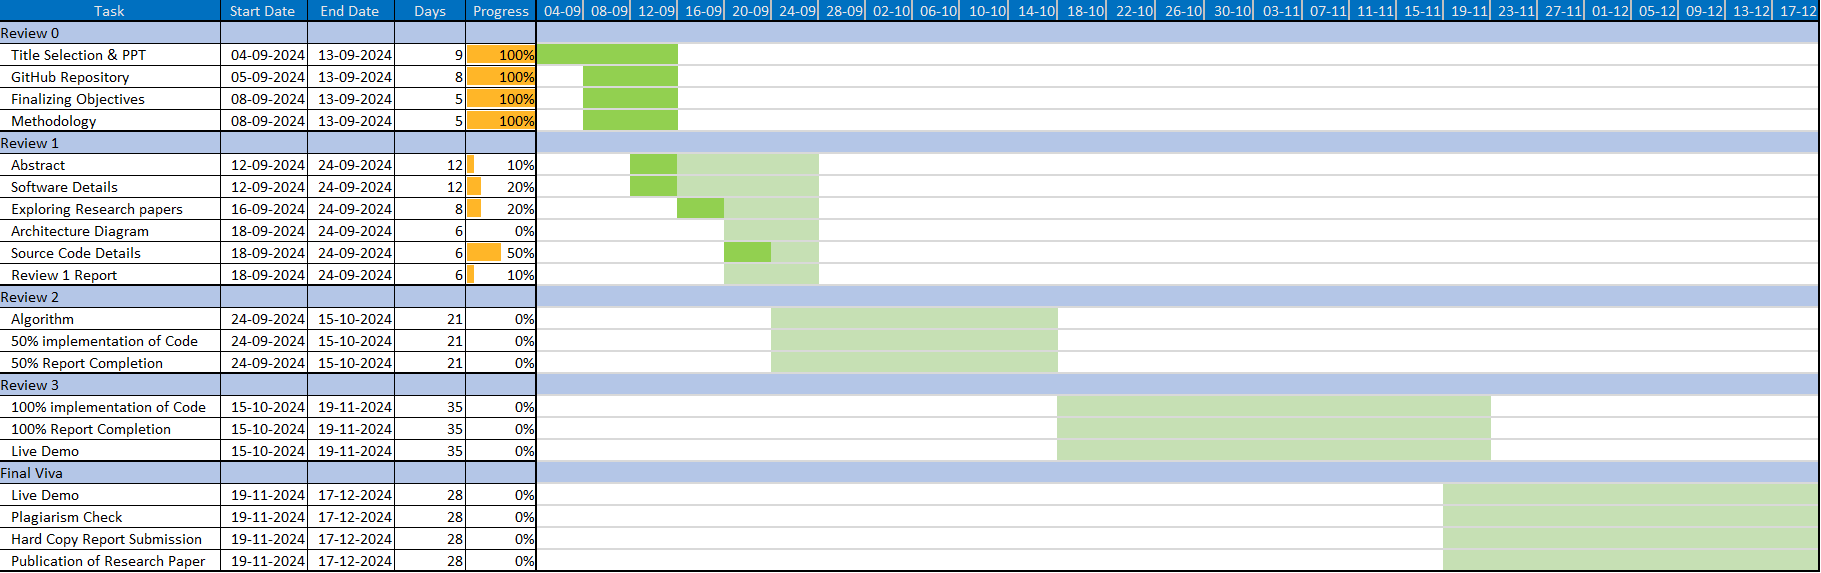 Task Start Date End Date Days Progress 04-09 08-09 12-09 16-09 20-09 24-09 28-09 02-10 06-10 10-10 14-10 18-10 22-10 26-10 30-10 03-11 07-11 11-11 15-11 19-11 23-11 27-11 01-12 05-12 09-12 13-12 17-12
Review 0
Title Selection & PPT 04-09-2024 13-09-2024 9 100%
GitHub Repository 05-09-2024 13-09-2024 8 100%
Finalizing Objectives 08-09-2024 13-09-2024 5 100%
Methodology 08-09-2024 13-09-2024 5 100%
Review 1
Abstract 12-09-2024 24-09-2024 12 10%
Software Details 12-09-2024 24-09-2024 12 20%
Exploring Research papers 16-09-2024 24-09-2024 8 20%
Architecture Diagram 18-09-2024 24-09-2024 6 0%
Source Code Details 18-09-2024 24-09-2024 6 50%
Review 1 Report 18-09-2024 24-09-2024 6 10%
Review 2
Algorithm 24-09-2024 15-10-2024 21 0%
50% implementation of Code 24-09-2024 15-10-2024 21 0%
50% Report Completion 24-09-2024 15-10-2024 21 0%
Review 3
100% implementation of Code 15-10-2024 19-11-2024 35 0%
100% Report Completion 15-10-2024 19-11-2024 35 0%
Live Demo 15-10-2024 19-11-2024 35 0%
Final Viva
Live Demo 19-11-2024 17-12-2024 28 0%
Plagiarism Check 19-11-2024 17-12-2024 28 0%
Hard Copy Report Submission 19-11-2024 17-12-2024 28 0%
Publication of Research Paper 19-11-2024 17-12-2024 28 0%